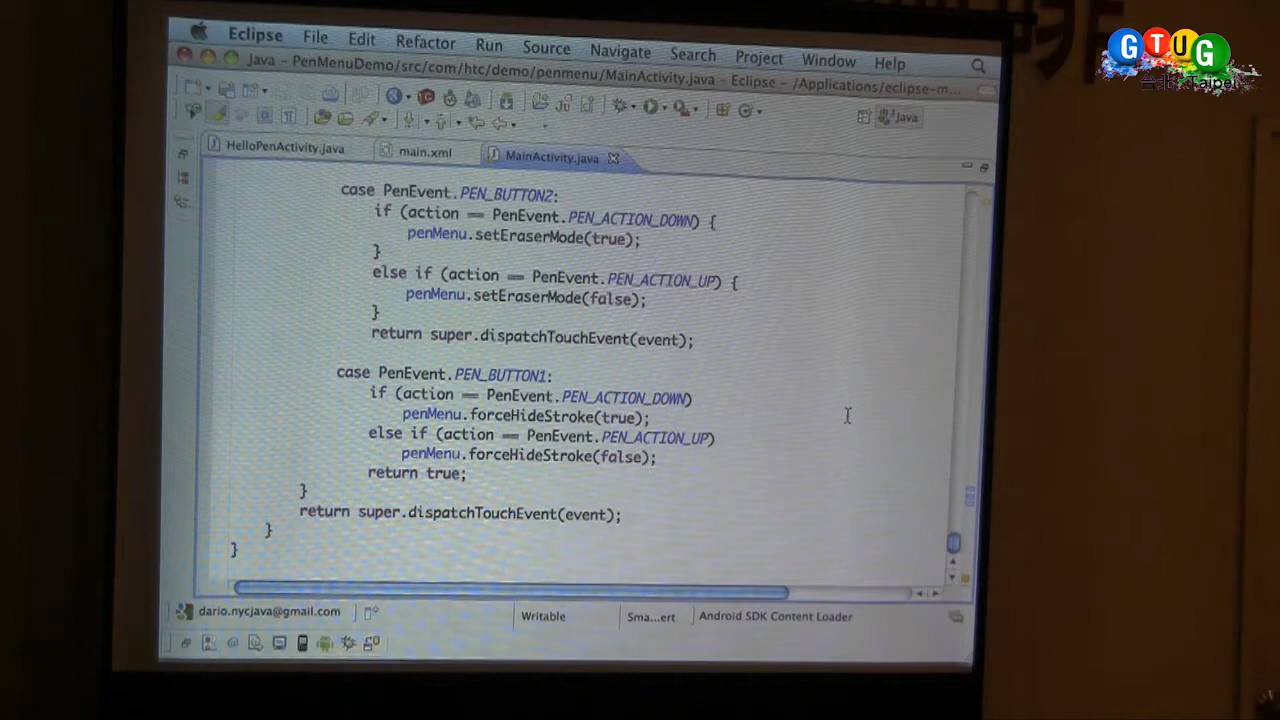 GTUG
台北 Taipei
Eclipse File Edit Refactor Run Source Navigate Search Project Window Help
Java – PenMenuDemo/src/com/htc/demo/penmenu/MainActivity.java – Eclipse – /Applications/eclipse-m...
Java
HelloPenActivity.java main.xml MainActivity.java
case PenEvent.PEN_BUTTON2:
if (action == PenEvent.PEN_ACTION_DOWN) {
penMenu.setEraserMode(true);
}
else if (action == PenEvent.PEN_ACTION_UP) {
penMenu.setEraserMode(false);
}
return super.dispatchTouchEvent(event);
case PenEvent.PEN_BUTTON1:
if (action == PenEvent.PEN_ACTION_DOWN)
penMenu.forceHideStroke(true);
else if (action == PenEvent.PEN_ACTION_UP)
penMenu.forceHideStroke(false);
return true;
}
return super.dispatchTouchEvent(event);
}
}
dario.nycjava@gmail.com Writable Sma...ert Android SDK Content Loader